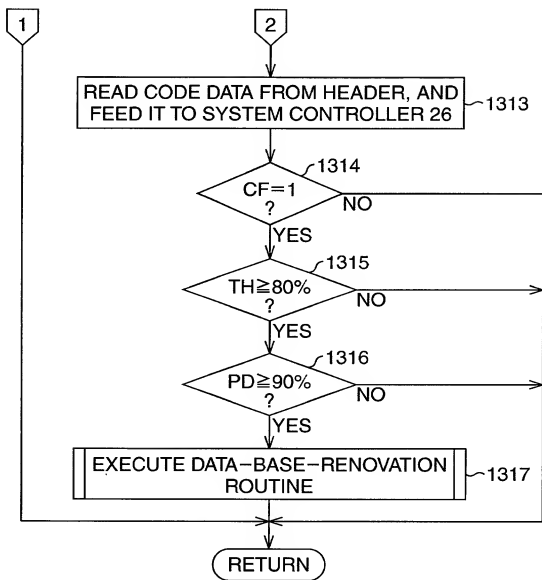 1
2
READ CODE DATA FROM HEADER, AND
FEED IT TO SYSTEM CONTROLLER 26
1313
1314
CF=1
?
NO
YES
1315
TH≧80%
?
NO
YES
1316
PD≧90%
?
NO
YES
EXECUTE DATA-BASE-RENOVATION
ROUTINE
1317
RETURN